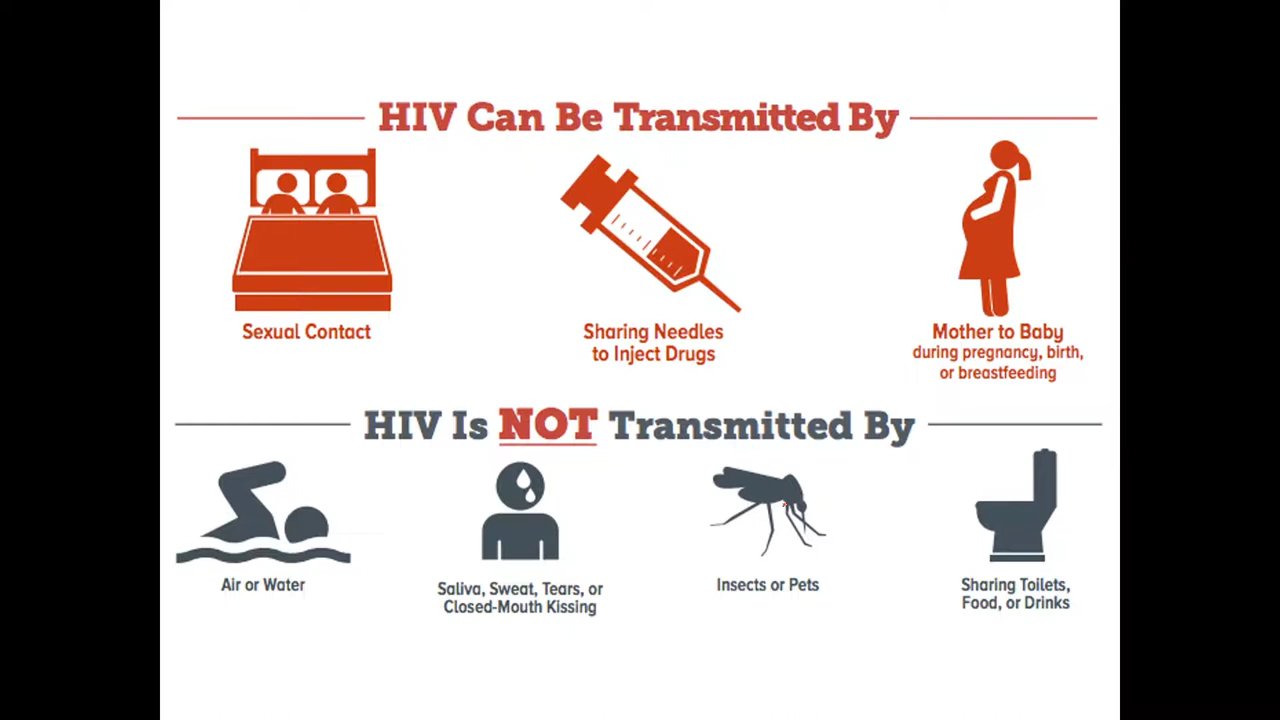 HIV Can Be Transmitted By
Sexual Contact
Sharing Needles
to Inject Drugs
Mother to Baby
during pregnancy, birth,
or breastfeeding
HIV Is NOT Transmitted By
Air or Water
Saliva, Sweat, Tears, or
Closed-Mouth Kissing
Insects or Pets
Sharing Toilets,
Food, or Drinks